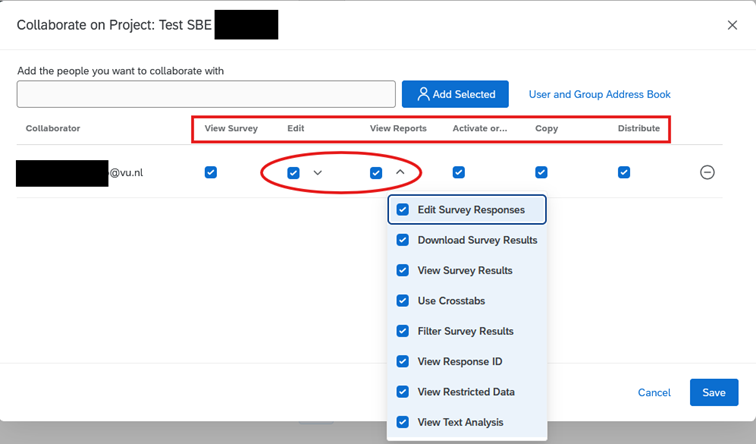 Collaborate on Project: Test SBE
Add the people you want to collaborate with
Add Selected
User and Group Address Book
Collaborator View Survey Edit View Reports Activate or... Copy Distribute
@vu.nl
Edit Survey Responses
Download Survey Results
View Survey Results
Use Crosstabs
Filter Survey Results
View Response ID
View Restricted Data
View Text Analysis
Cancel
Save